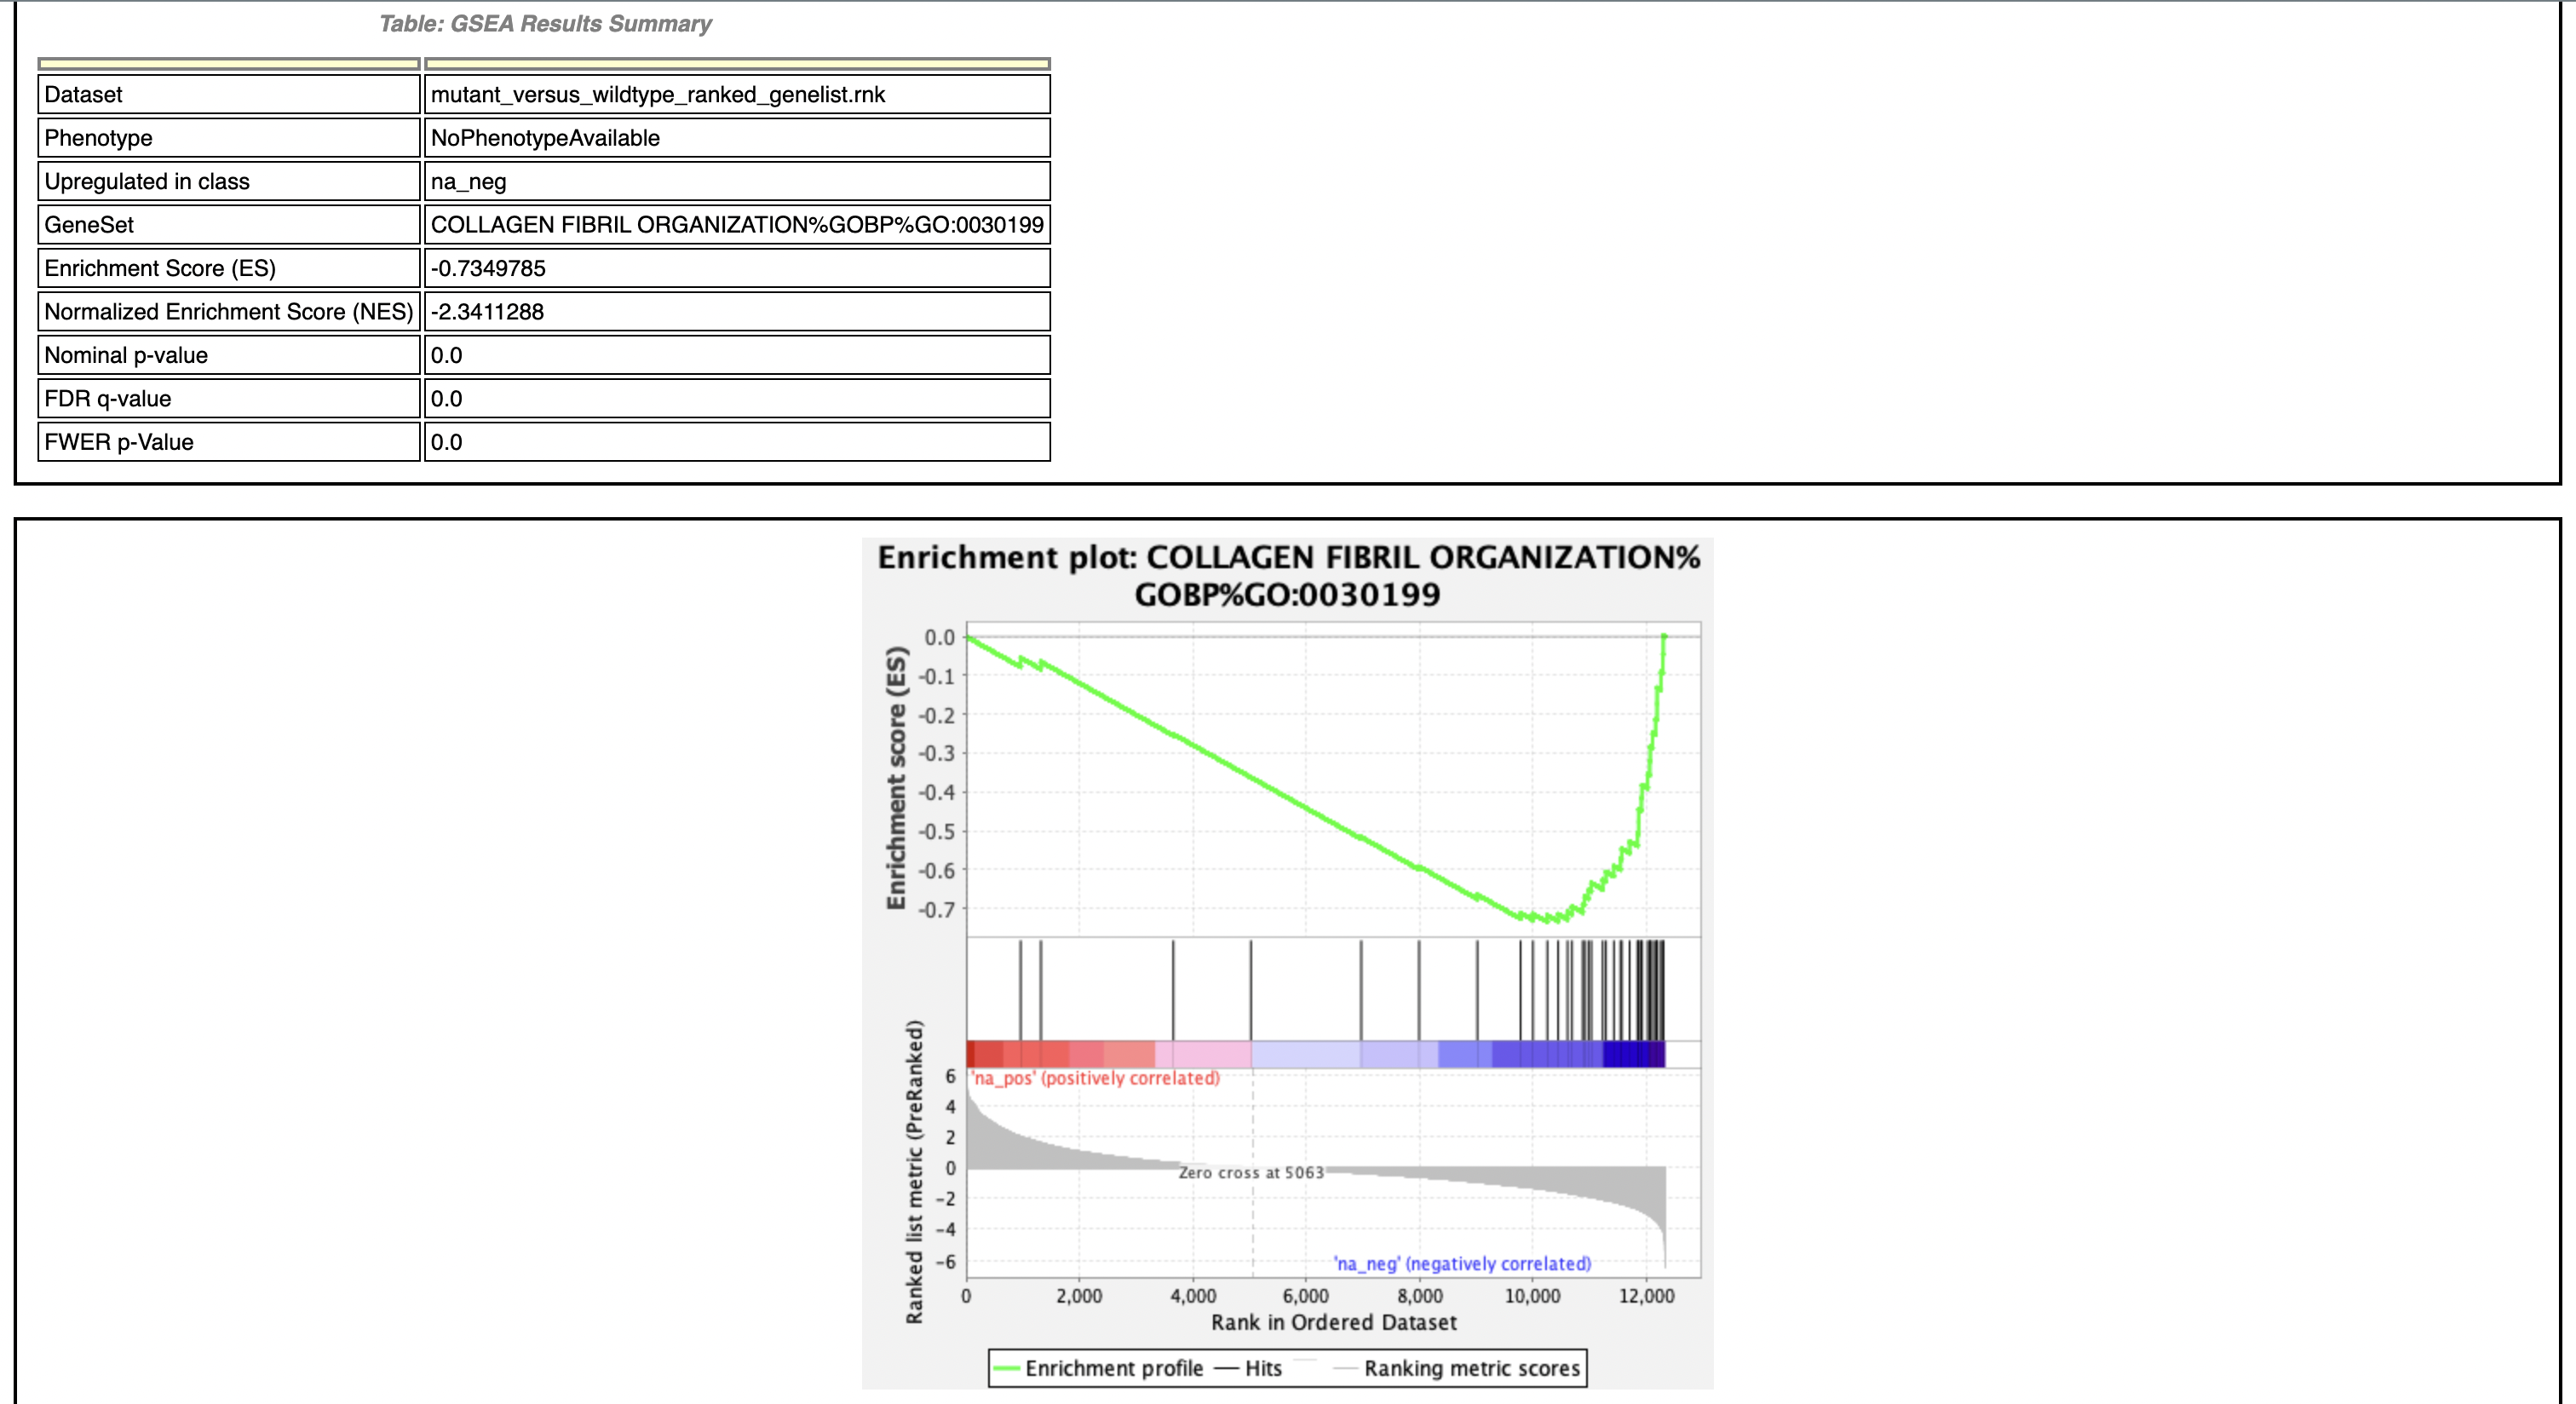 Table: GSEA Results Summary
Dataset mutant_versus_wildtype_ranked_genelist.rnk
Phenotype NoPhenotypeAvailable
Upregulated in class na_neg
GeneSet COLLAGEN FIBRIL ORGANIZATION%GOBP%GO:0030199
Enrichment Score (ES) -0.7349785
Normalized Enrichment Score (NES) -2.3411288
Nominal p-value 0.0
FDR q-value 0.0
FWER p-Value 0.0
Enrichment plot: COLLAGEN FIBRIL ORGANIZATION%
GOBP%GO:0030199
Enrichment score (ES)
0.0
-0.1
-0.2
-0.3
-0.4
-0.5
-0.6
-0.7
Ranked list metric (PreRanked)
6
4
2
0
-2
-4
-6
'na_pos' (positively correlated)
Zero cross at 5063
'na_neg' (negatively correlated)
0 2,000 4,000 6,000 8,000 10,000 12,000
Rank in Ordered Dataset
Enrichment profile Hits Ranking metric scores